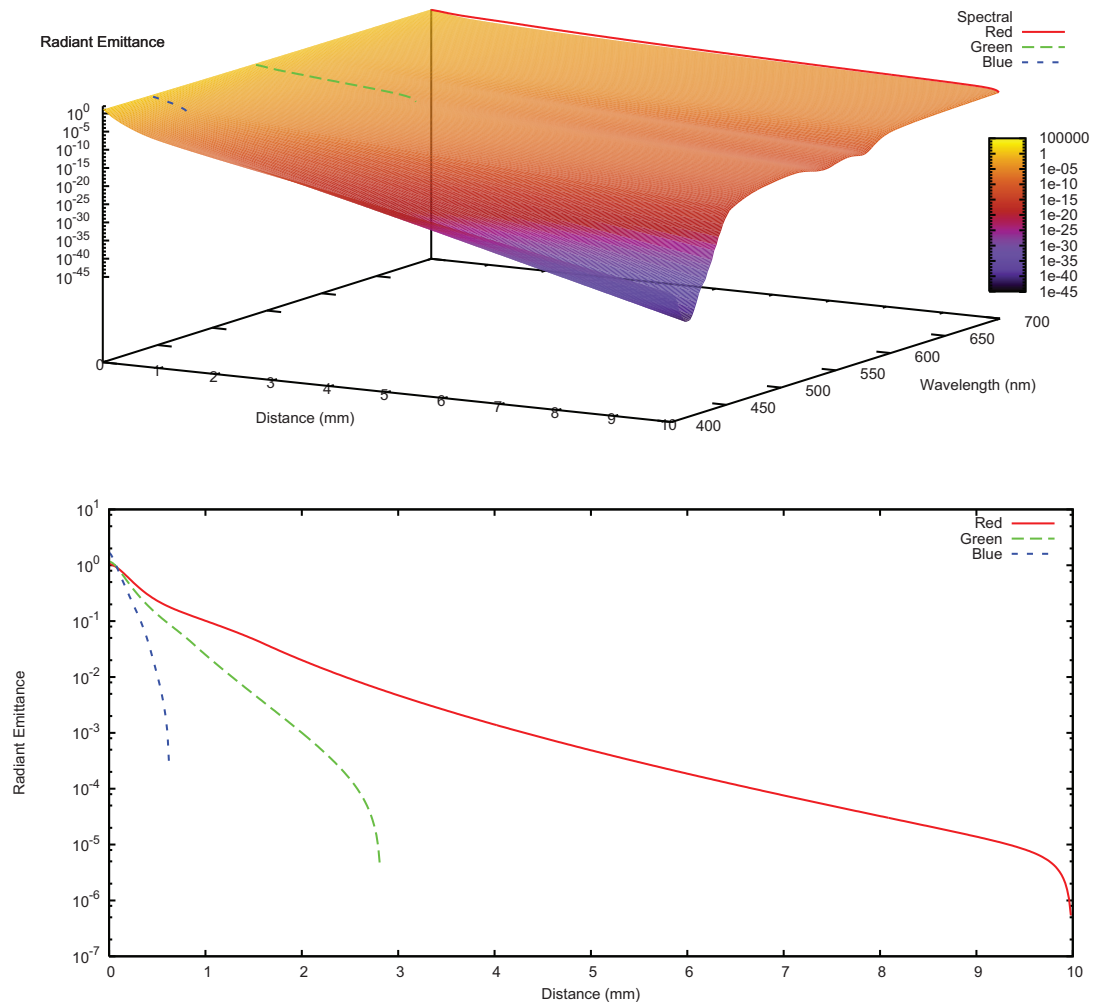 Radiant Emittance
Spectral
Red
Green
Blue
10^0
10^-5
10^-10
10^-15
10^-20
10^-25
10^-30
10^-35
10^-40
10^-45
100000
1
1e-05
1e-10
1e-15
1e-20
1e-25
1e-30
1e-35
1e-40
1e-45
0
1
2
3
4
5
6
7
8
9
10
Distance (mm)
400
450
500
550
600
650
700
Wavelength (nm)
10^1
10^0
10^-1
10^-2
10^-3
10^-4
10^-5
10^-6
10^-7
Radiant Emittance
Red
Green
Blue
0
1
2
3
4
5
6
7
8
9
10
Distance (mm)